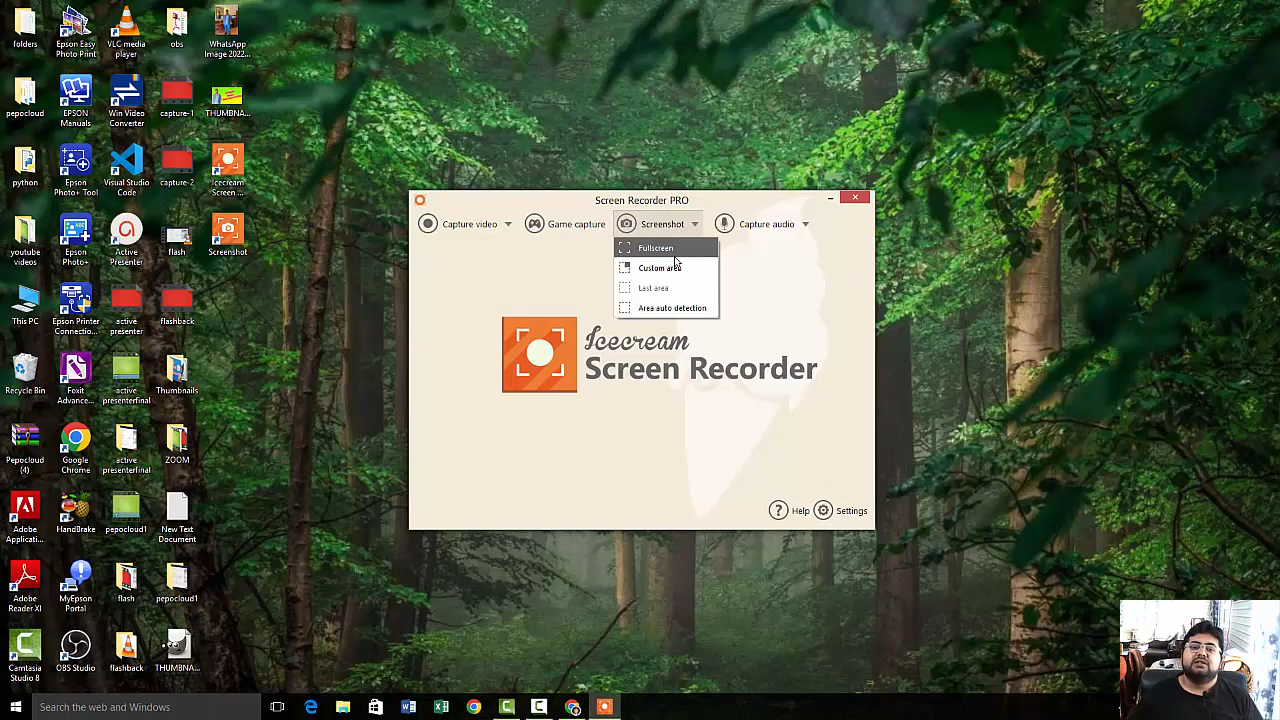 folders
Epson Easy
Photo Print
VLC media
player
obs
WhatsApp
Image 2022...
pepocloud
EPSON
Manuals
Win Video
Converter
capture-1
THUMBNA...
python
Epson
Photo+ Tool
Visual Studio
Code
capture-2
Icecream
Screen ...
youtube
videos
Epson
Photo+
Active
Presenter
flash
Screenshot
This PC
Epson Printer
Connectio...
active
presenter
flashback
Recycle Bin
Foxit
Advance...
active
presenterfinal
Thumbnails
Pepocloud
(4)
Google
Chrome
active
presenterfinal
ZOOM
Adobe
Applicati...
HandBrake
pepocloud1
New Text
Document
Adobe
Reader XI
MyEpson
Portal
flash
pepocloud1
Camtasia
Studio 8
OBS Studio
flashback
THUMBNA...
Screen Recorder PRO
Capture video
Game capture
Screenshot
Capture audio
Fullscreen
Custom area
Last area
Area auto detection
Icecream
Screen Recorder
Help
Settings
Search the web and Windows